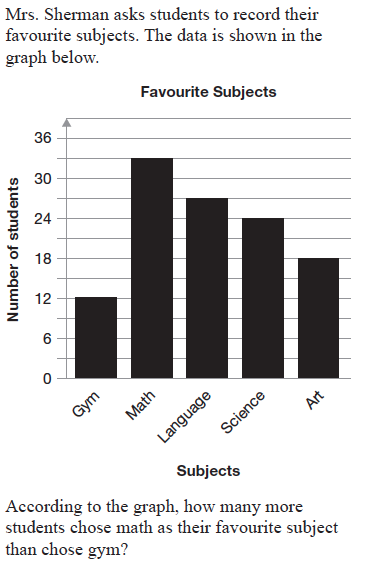 Mrs. Sherman asks students to record their
favourite subjects. The data is shown in the
graph below.
Favourite Subjects
Number of students
36
30
24
18
12
6
0
Gym
Math
Language
Science
Art
Subjects
According to the graph, how many more
students chose math as their favourite subject
than chose gym?